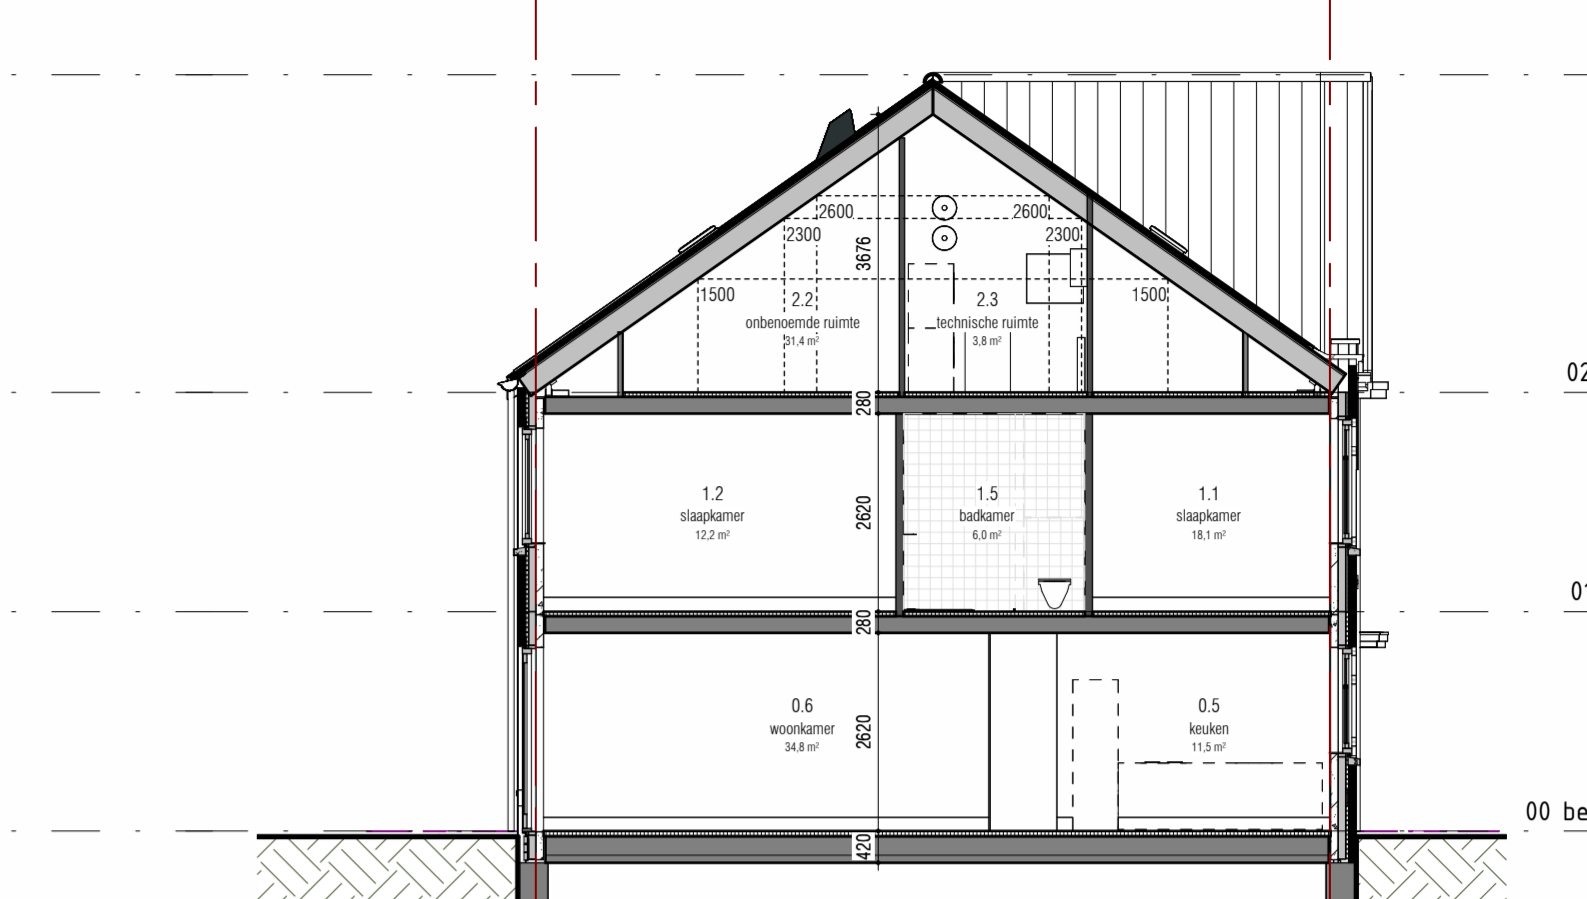 2600
2600
2300
2300
3676
1500
1500
2.2
onbenoemde ruimte
31,4 m²
2.3
technische ruimte
3,8 m²
02
280
1.2
slaapkamer
12,2 m²
2620
1.5
badkamer
6,0 m²
1.1
slaapkamer
18,1 m²
01
280
0.6
woonkamer
34,8 m²
2620
0.5
keuken
11,5 m²
00 be
420